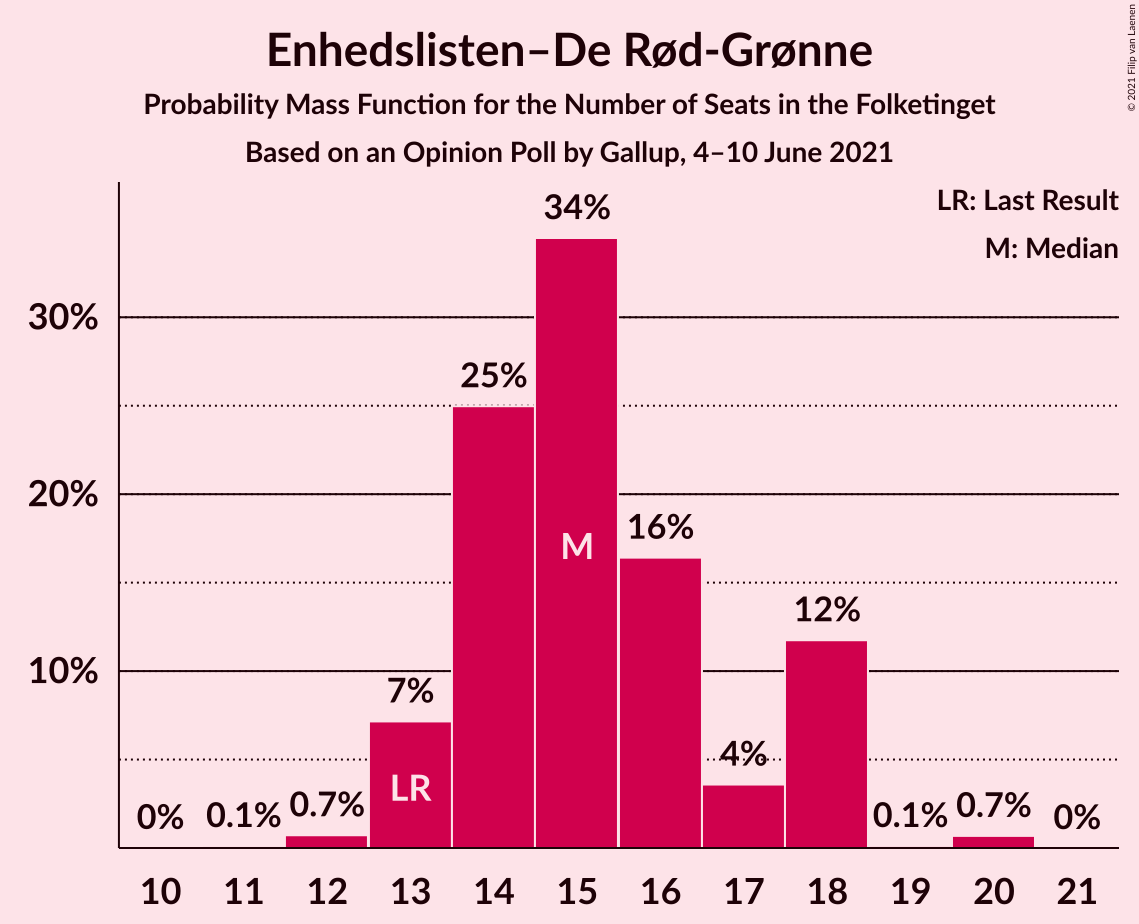 Enhedslisten–De Rød-Grønne
Probability Mass Function for the Number of Seats in the Folketinget
Based on an Opinion Poll by Gallup, 4–10 June 2021
© 2021 Filip van Laenen
LR: Last Result
M: Median
30%
20%
10%
0%
0.1%
0.7%
7%
25%
34%
16%
4%
12%
0.1%
0.7%
0%
LR
M
10 11 12 13 14 15 16 17 18 19 20 21